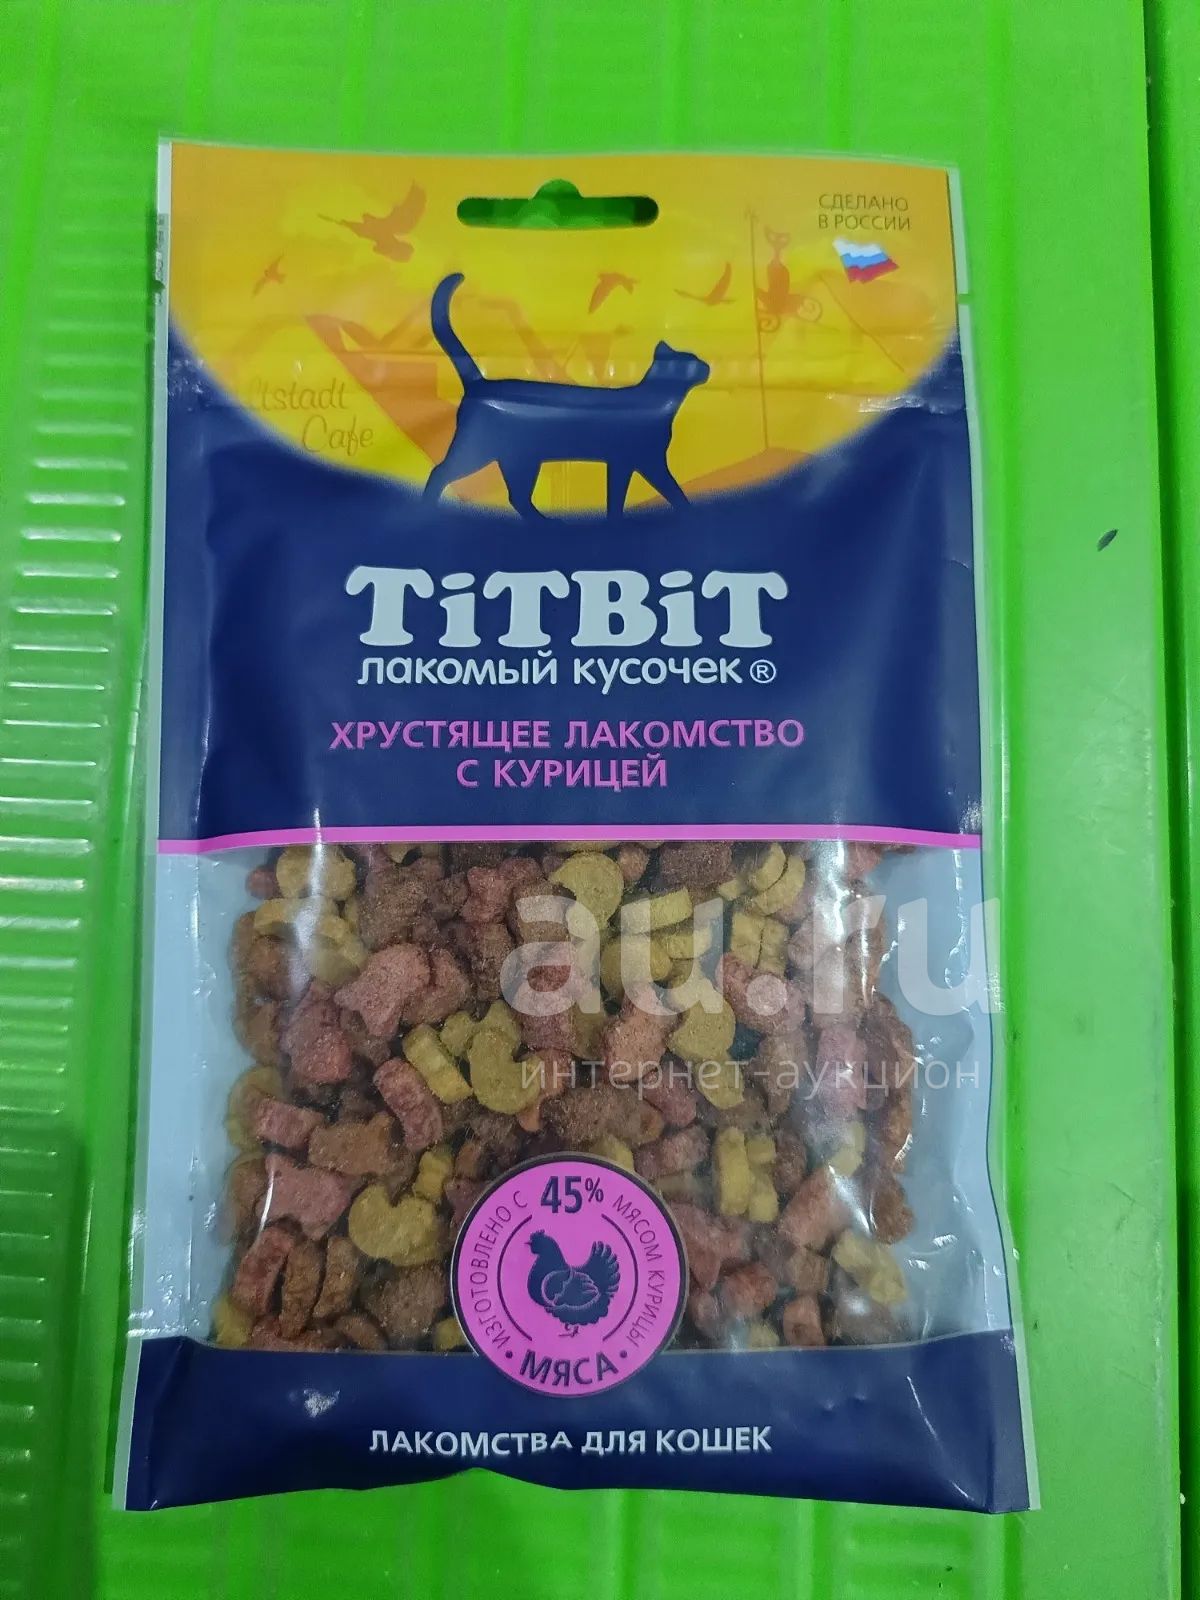 СДЕЛАНО
В РОССИИ
Cafe
TiTBiT
лакомый кусочек®
ХРУСТЯЩЕЕ ЛАКОМСТВО
С КУРИЦЕЙ
au.ru
интернет-аукцион
ИЗГОТОВЛЕНО С 45% МЯСОМ КУРИЦЫ
• МЯСА •
ЛАКОМСТВА ДЛЯ КОШЕК